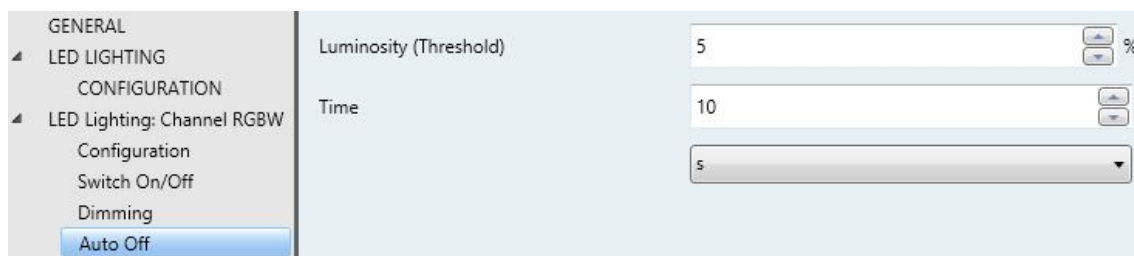 GENERAL
LED LIGHTING
CONFIGURATION
LED Lighting: Channel RGBW
Configuration
Switch On/Off
Dimming
Auto Off
Luminosity (Threshold)
5
%
Time
10
s